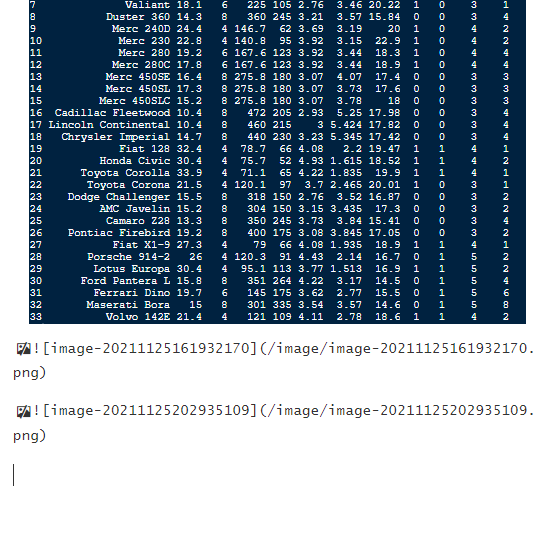 7 Valiant 18.1 6 225 105 2.76 3.46 20.22 1 0 3 1
8 Duster 360 14.3 8 360 245 3.21 3.57 15.84 0 0 3 4
9 Merc 240D 24.4 4 146.7 62 3.69 3.19 20 1 0 4 2
10 Merc 230 22.8 4 140.8 95 3.92 3.15 22.9 1 0 4 2
11 Merc 280 19.2 6 167.6 123 3.92 3.44 18.3 1 0 4 4
12 Merc 280C 17.8 6 167.6 123 3.92 3.44 18.9 1 0 4 4
13 Merc 450SE 16.4 8 275.8 180 3.07 4.07 17.4 0 0 3 3
14 Merc 450SL 17.3 8 275.8 180 3.07 3.73 17.6 0 0 3 3
15 Merc 450SLC 15.2 8 275.8 180 3.07 3.78 18 0 0 3 3
16 Cadillac Fleetwood 10.4 8 472 205 2.93 5.25 17.98 0 0 3 4
17 Lincoln Continental 10.4 8 460 215 3 5.424 17.82 0 0 3 4
18 Chrysler Imperial 14.7 8 440 230 3.23 5.345 17.42 0 0 3 4
19 Fiat 128 32.4 4 78.7 66 4.08 2.2 19.47 1 1 4 1
20 Honda Civic 30.4 4 75.7 52 4.93 1.615 18.52 1 1 4 2
21 Toyota Corolla 33.9 4 71.1 65 4.22 1.835 19.9 1 1 4 1
22 Toyota Corona 21.5 4 120.1 97 3.7 2.465 20.01 1 0 3 1
23 Dodge Challenger 15.5 8 318 150 2.76 3.52 16.87 0 0 3 2
24 AMC Javelin 15.2 8 304 150 3.15 3.435 17.3 0 0 3 2
25 Camaro Z28 13.3 8 350 245 3.73 3.84 15.41 0 0 3 4
26 Pontiac Firebird 19.2 8 400 175 3.08 3.845 17.05 0 0 3 2
27 Fiat X1-9 27.3 4 79 66 4.08 1.935 18.9 1 1 4 1
28 Porsche 914-2 26 4 120.3 91 4.43 2.14 16.7 0 1 5 2
29 Lotus Europa 30.4 4 95.1 113 3.77 1.513 16.9 1 1 5 2
30 Ford Pantera L 15.8 8 351 264 4.22 3.17 14.5 0 1 5 4
31 Ferrari Dino 19.7 6 145 175 3.62 2.77 15.5 0 1 5 6
32 Maserati Bora 15 8 301 335 3.54 3.57 14.6 0 1 5 8
33 Volvo 142E 21.4 4 121 109 4.11 2.78 18.6 1 1 4 2
![image-20211125161932170](/image/image-20211125161932170.
png)
![image-20211125202935109](/image/image-20211125202935109.
png)